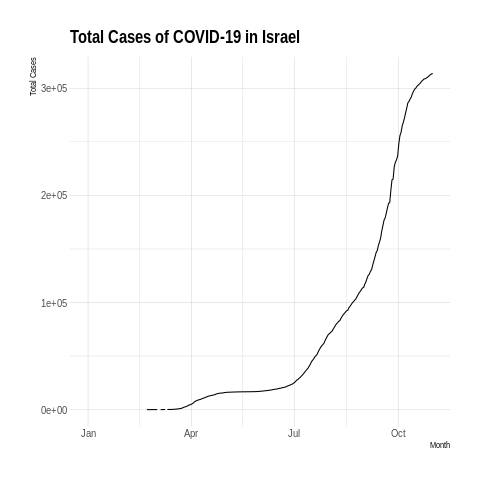 Total Cases of COVID-19 in Israel
Total Cases
3e+05
2e+05
1e+05
0e+00
Jan Apr Jul Oct
Month